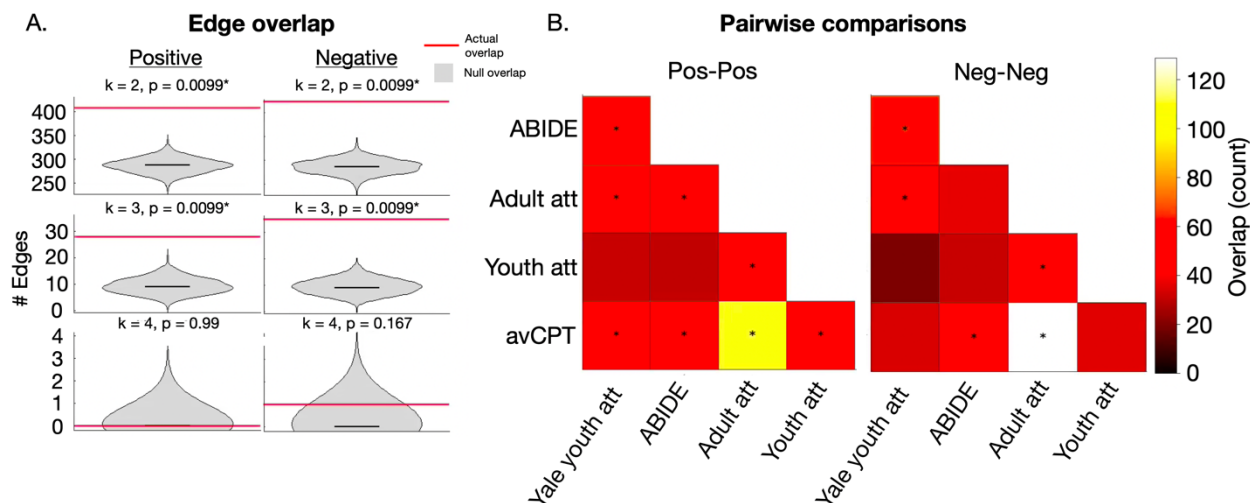 A.
Edge overlap
Positive
Negative
Actual
overlap
Null overlap
k = 2, p = 0.0099*
k = 2, p = 0.0099*
400
350
300
250
k = 3, p = 0.0099*
k = 3, p = 0.0099*
# Edges
30
20
10
0
k = 4, p = 0.99
k = 4, p = 0.167
4
3
2
1
0
B.
Pairwise comparisons
Pos-Pos
Neg-Neg
ABIDE
*
*
Adult att
* *
*
Youth att
*
*
avCPT
* * * *
* *
Yale youth att
ABIDE
Adult att
Youth att
Yale youth att
ABIDE
Adult att
Youth att
120
100
80
60
40
20
0
Overlap (count)